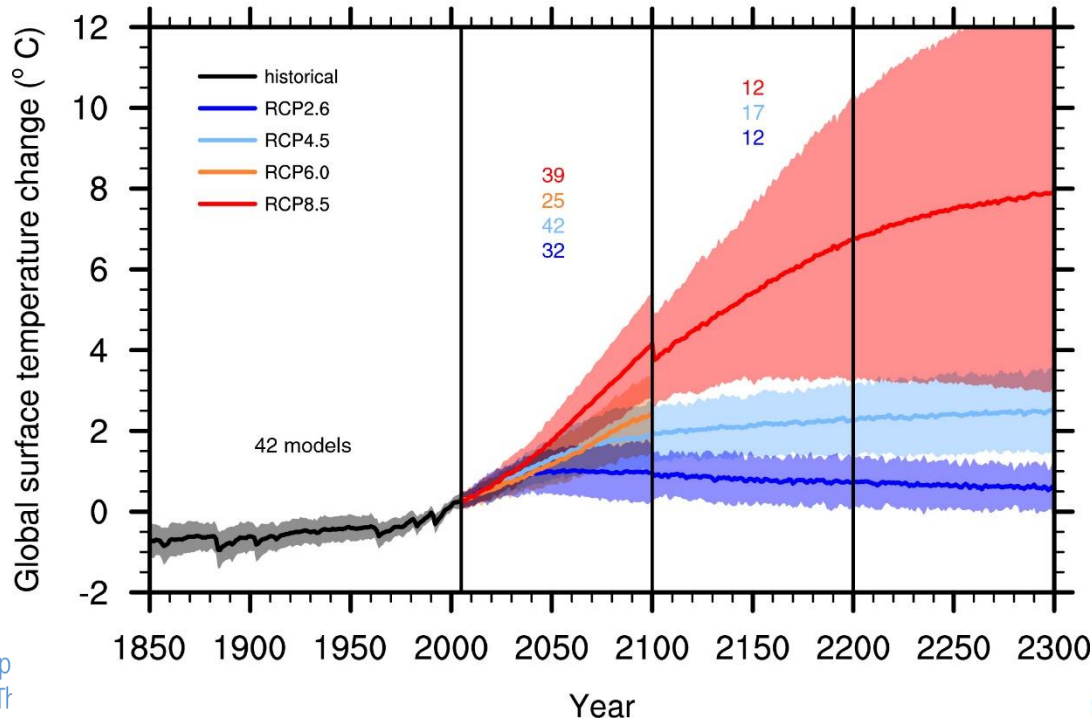 Global surface temperature change (º C)
12
10
8
6
4
2
0
-2
historical
RCP2.6
RCP4.5
RCP6.0
RCP8.5
42 models
39
25
42
32
12
17
12
1850 1900 1950 2000 2050 2100 2150 2200 2250 2300
Year